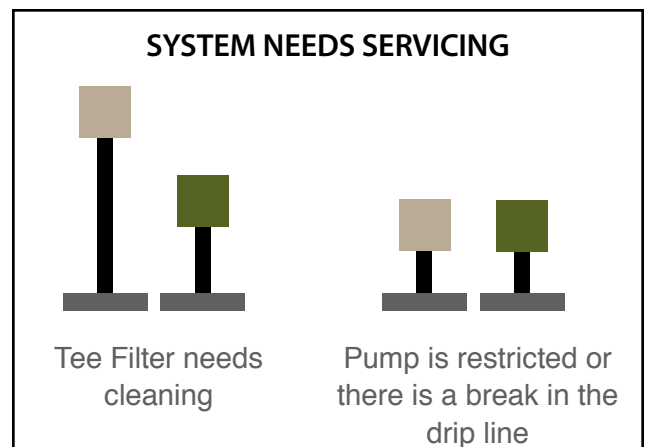 SYSTEM NEEDS SERVICING
Tee Filter needs
cleaning
Pump is restricted or
there is a break in the
drip line